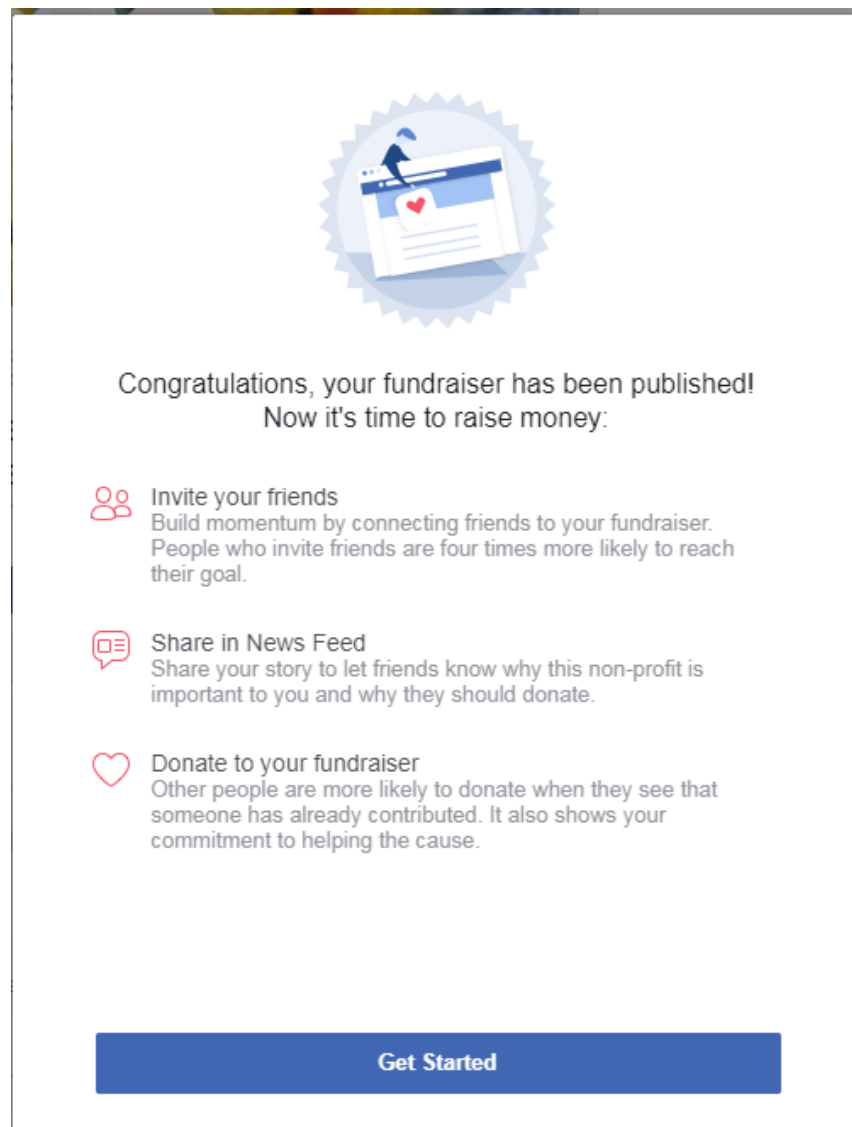 Congratulations, your fundraiser has been published!
Now it's time to raise money:
Invite your friends
Build momentum by connecting friends to your fundraiser.
People who invite friends are four times more likely to reach
their goal.
Share in News Feed
Share your story to let friends know why this non-profit is
important to you and why they should donate.
Donate to your fundraiser
Other people are more likely to donate when they see that
someone has already contributed. It also shows your
commitment to helping the cause.
Get Started